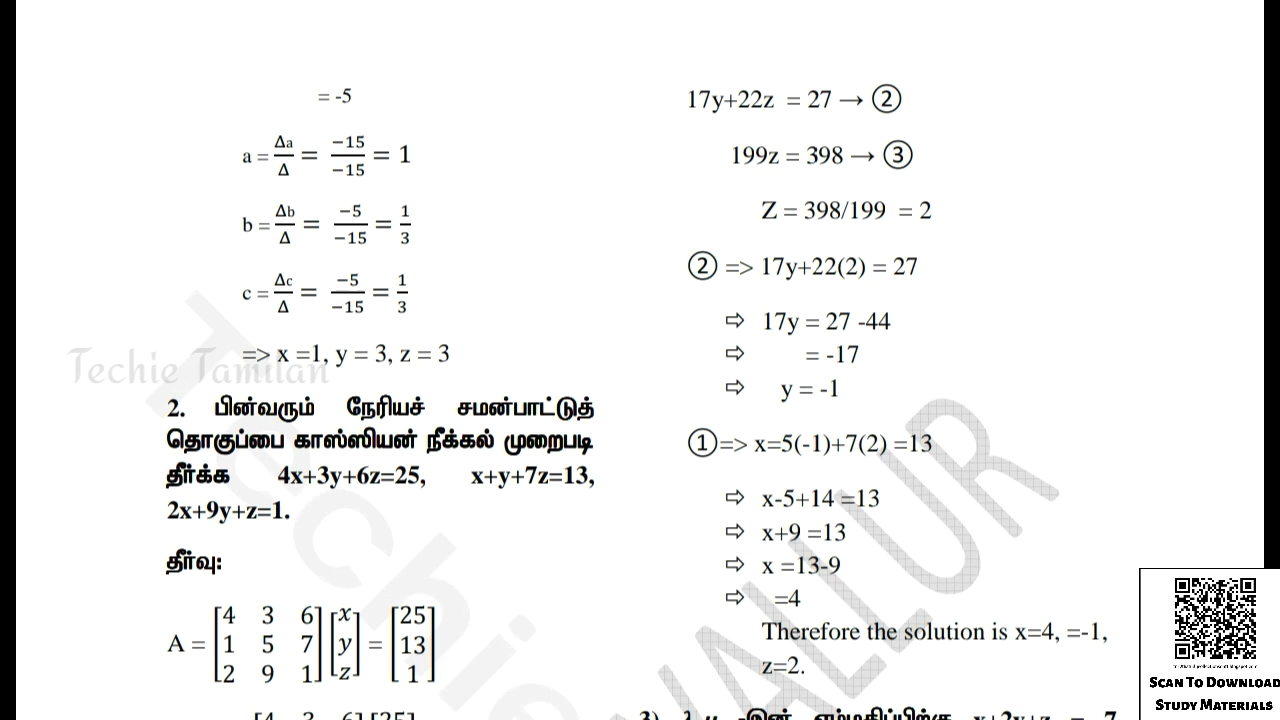 = -5
a = Δa/Δ = −15/−15 = 1
b = Δb/Δ = −5/−15 = 1/3
c = Δc/Δ = −5/−15 = 1/3
=> x =1, y = 3, z = 3
Techie Tamilan
2. பின்வரும் நேரியச் சமன்பாட்டுத்
தொகுப்பை காஸ்ஸியன் நீக்கல் முறைபடி
தீர்க்க 4x+3y+6z=25, x+y+7z=13,
2x+9y+z=1.
தீர்வு:
A = [4 3 6; 1 5 7; 2 9 1] [x; y; z] = [25; 13; 1]
17y+22z = 27 → ②
199z = 398 → ③
Z = 398/199 = 2
② => 17y+22(2) = 27
⇨ 17y = 27 -44
⇨ = -17
⇨ y = -1
①=> x=5(-1)+7(2) =13
⇨ x-5+14 =13
⇨ x+9 =13
⇨ x =13-9
⇨ =4
Therefore the solution is x=4, =-1,
z=2.
Techie
VALLUR
SCAN TO DOWNLOAD
STUDY MATERIALS